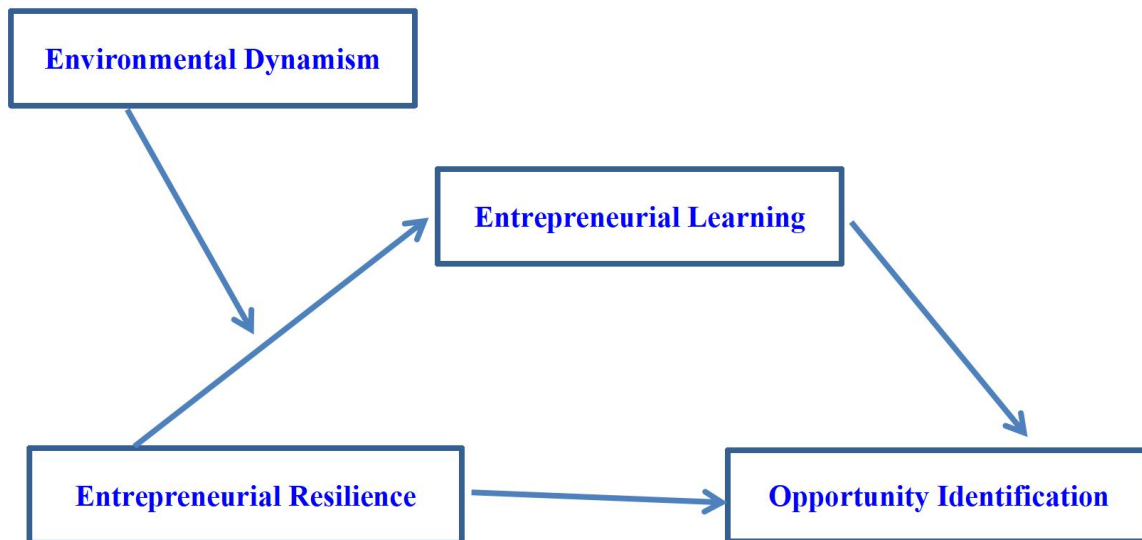 Environmental Dynamism
Entrepreneurial Learning
Entrepreneurial Resilience
Opportunity Identification